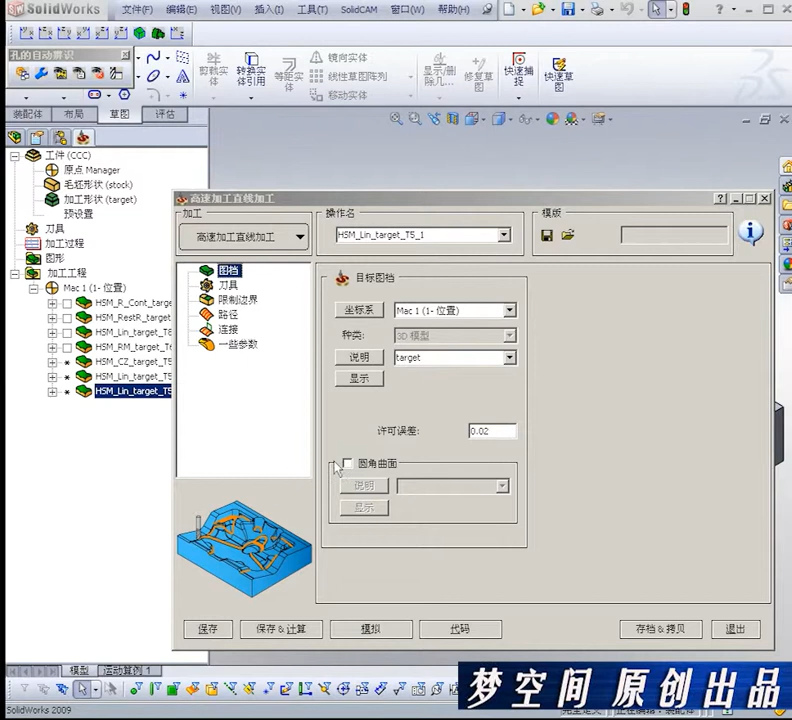 SolidWorks 文件(F) 编辑(E) 视图(V) 插入(I) 工具(T) SolidCAM 窗口(W) 帮助(H)
孔的自动辨识
剪裁实体 转换实体引用 等距实体 镜向实体 线性草图阵列 移动实体 显示/删除几... 修复草图 快速捕捉 快速草图
装配体 布局 草图 评估
工件 (CCC)
原点 Manager
毛坯形状 (stock)
加工形状 (target)
预设置
刀具
加工过程
图形
加工工程
Mac 1 (1- 位置)
HSM_R_Cont_targe
HSM_RestR_target
HSM_Lin_target_T8
HSM_RM_target_T6
HSM_CZ_target_T5
HSM_Lin_target_T5
HSM_Lin_target_T5
高速加工直线加工
加工 操作名 模版
高速加工直线加工 HSM_Lin_target_T5_1
图档
刀具
限制边界
路径
连接
一些参数
目标图档
坐标系 Mac 1 (1- 位置)
种类: 3D 模型
说明 target
显示
许可误差: 0.02
圆角曲面
说明
显示
保存 保存 & 计算 模拟 代码 存档 & 拷贝 退出
模型 运动算例 1
梦空间 原创出品
SolidWorks 2009